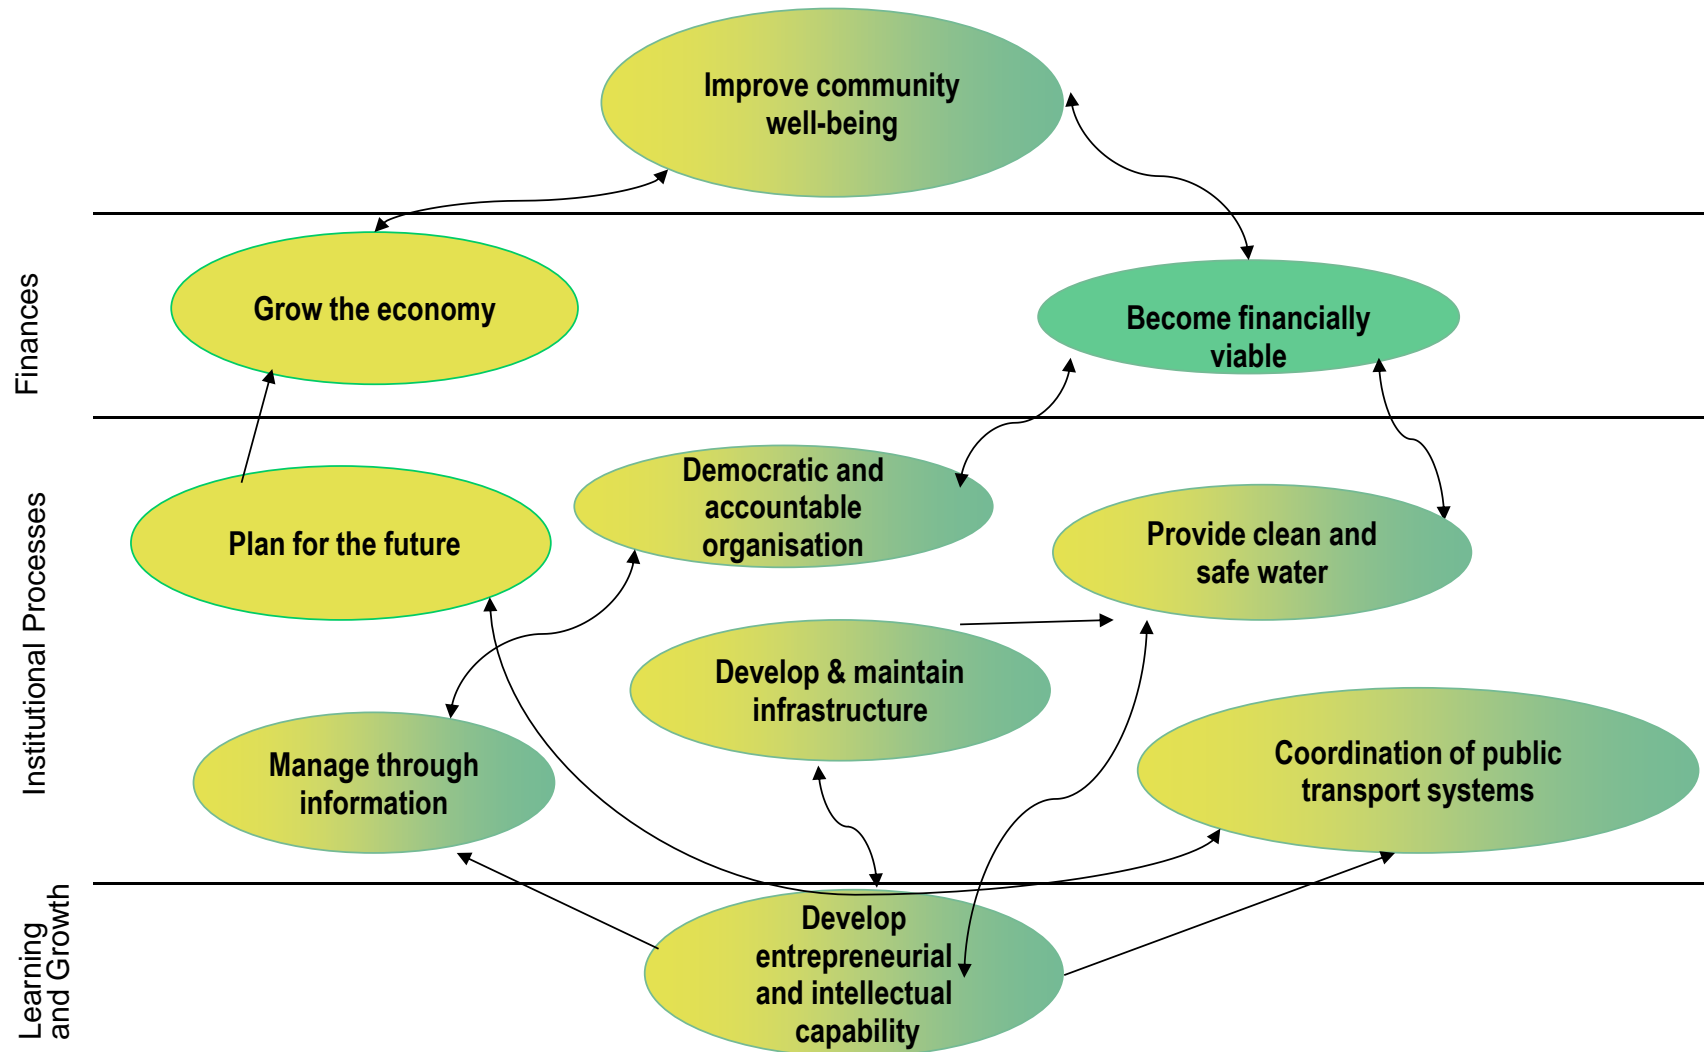 Improve community
well-being
Finances
Grow the economy
Become financially
viable
Institutional Processes
Plan for the future
Democratic and
accountable
organisation
Provide clean and
safe water
Develop & maintain
infrastructure
Manage through
information
Coordination of public
transport systems
Learning
and Growth
Develop
entrepreneurial
and intellectual
capability